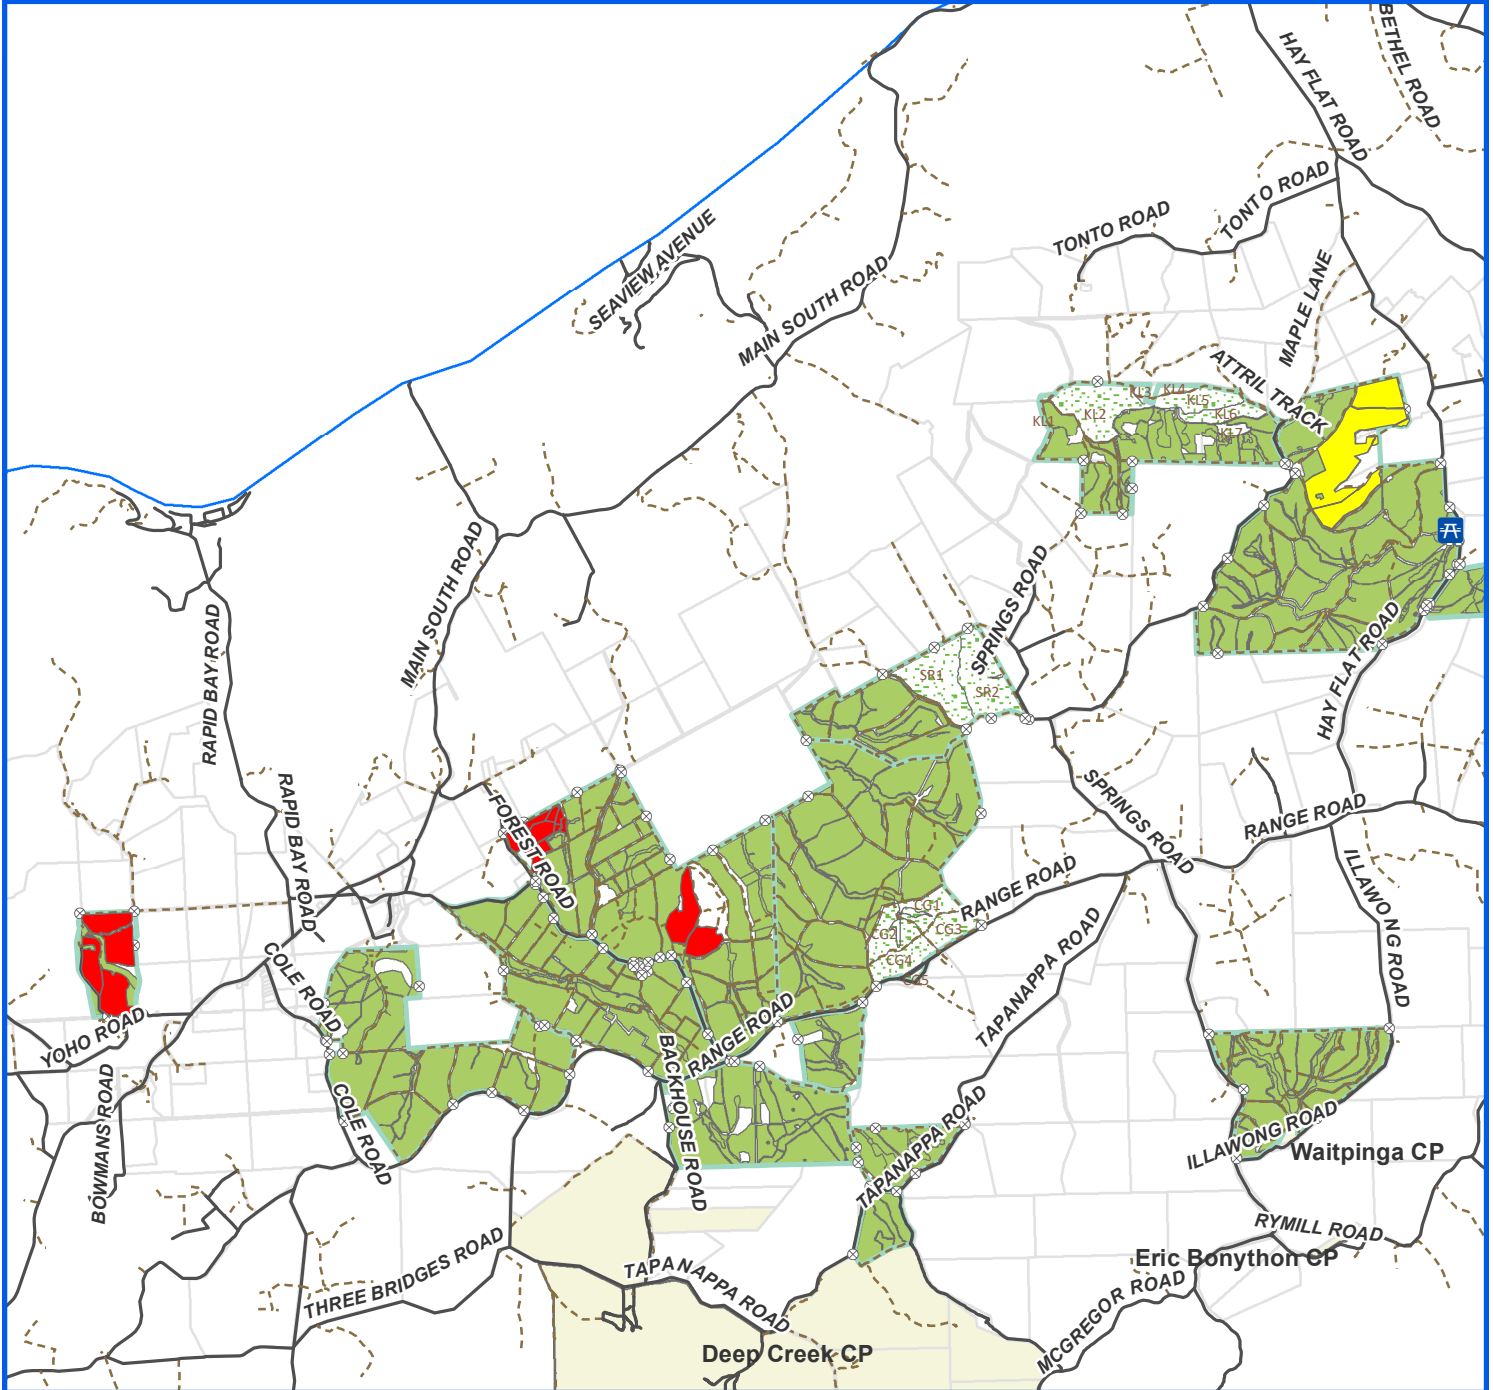 BETHEL ROAD
HAY FLAT ROAD
TONTO ROAD
TONTO ROAD
SEAVIEW AVENUE
MAIN SOUTH ROAD
MAPLE LANE
ATTRIL TRACK
KL3
KL4
KL5
KL1
KL2
KL6
KL7
MAIN SOUTH ROAD
SPRINGS ROAD
RAPID BAY ROAD
HAY FLAT ROAD
SR1
SR2
RAPID BAY ROAD
FOREST ROAD
SPRINGS ROAD
RANGE ROAD
RANGE ROAD
ILLAWONG ROAD
CG1
CG2
CG3
CG4
CG5
COLE ROAD
TAPANAPPA ROAD
YOHO ROAD
RANGE ROAD
BACKHOUSE ROAD
BOWMANS ROAD
COLE ROAD
TAPANAPPA ROAD
ILLAWONG ROAD
Waitpinga CP
RYMILL ROAD
Eric Bonython CP
THREE BRIDGES ROAD
TAPANAPPA ROAD
MCGREGOR ROAD
Deep Creek CP